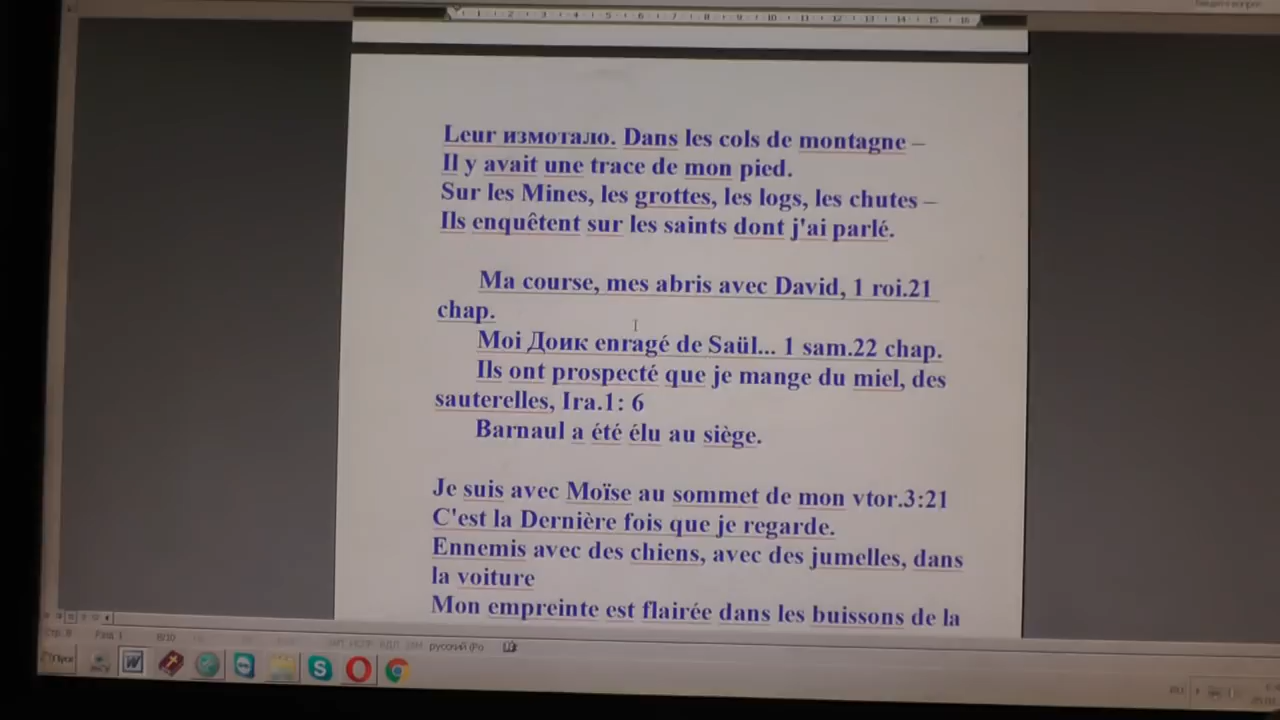 Leur измотало. Dans les cols de montagne –
Il y avait une trace de mon pied.
Sur les Mines, les grottes, les logs, les chutes –
Ils enquêtent sur les saints dont j'ai parlé.
Ma course, mes abris avec David, 1 roi.21
chap.
Moi Доик enragé de Saül... 1 sam.22 chap.
Ils ont prospecté que je mange du miel, des
sauterelles, Ira.1: 6
Barnaul a été élu au siège.
Je suis avec Moïse au sommet de mon vtor.3:21
C'est la Dernière fois que je regarde.
Ennemis avec des chiens, avec des jumelles, dans
la voiture
Mon empreinte est flairée dans les buissons de la
Разд 1 8/10 русский (Ро
RU